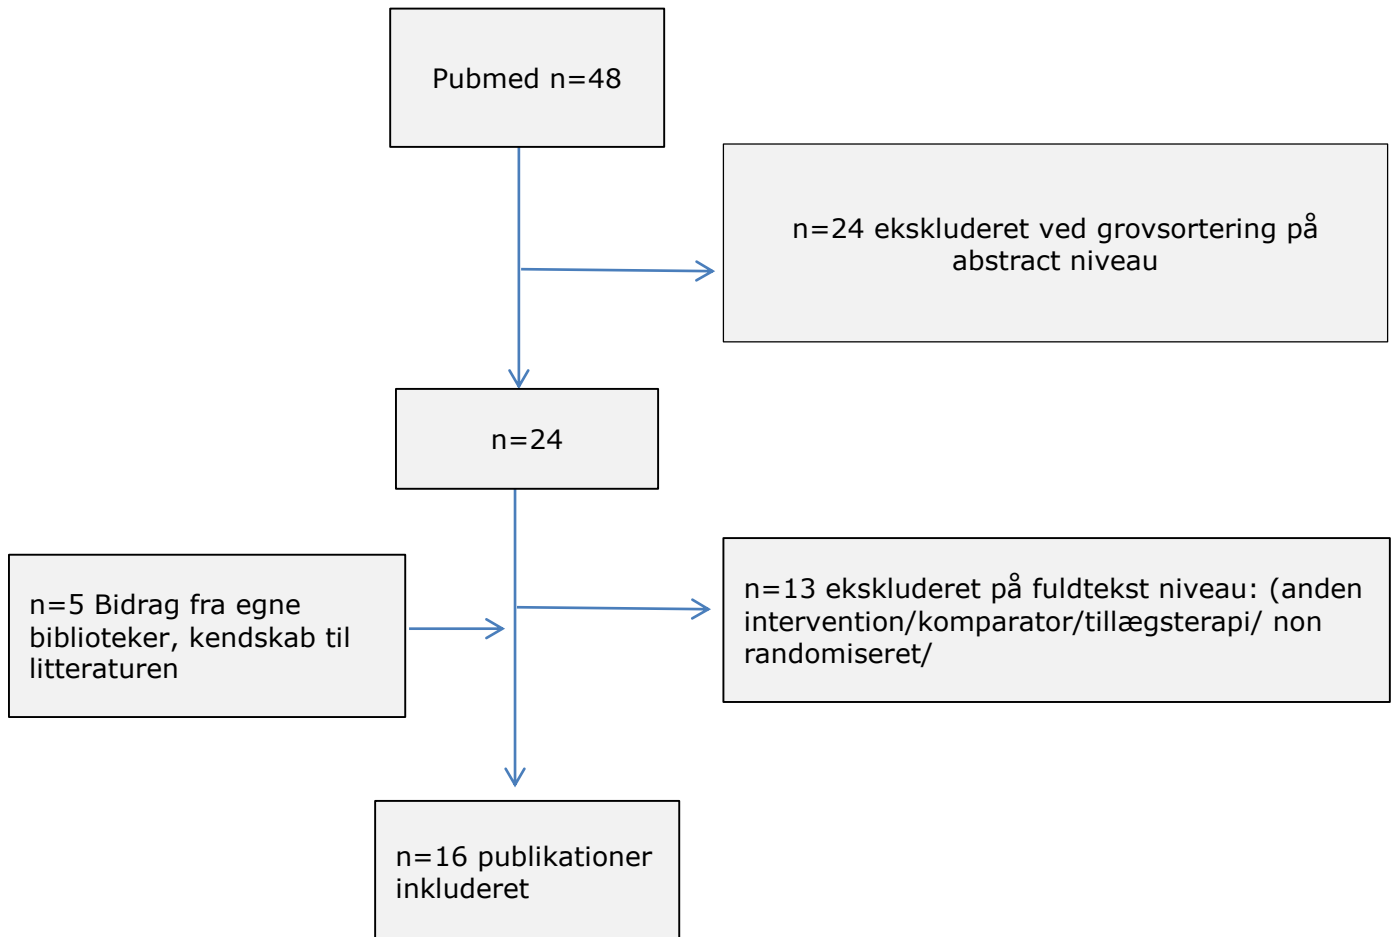 Pubmed n=48
n=24 ekskluderet ved grovsortering på
abstract niveau
n=24
n=5 Bidrag fra egne
biblioteker, kendskab til
litteraturen
n=13 ekskluderet på fuldtekst niveau: (anden
intervention/komparator/tillægsterapi/ non
randomiseret/
n=16 publikationer
inkluderet